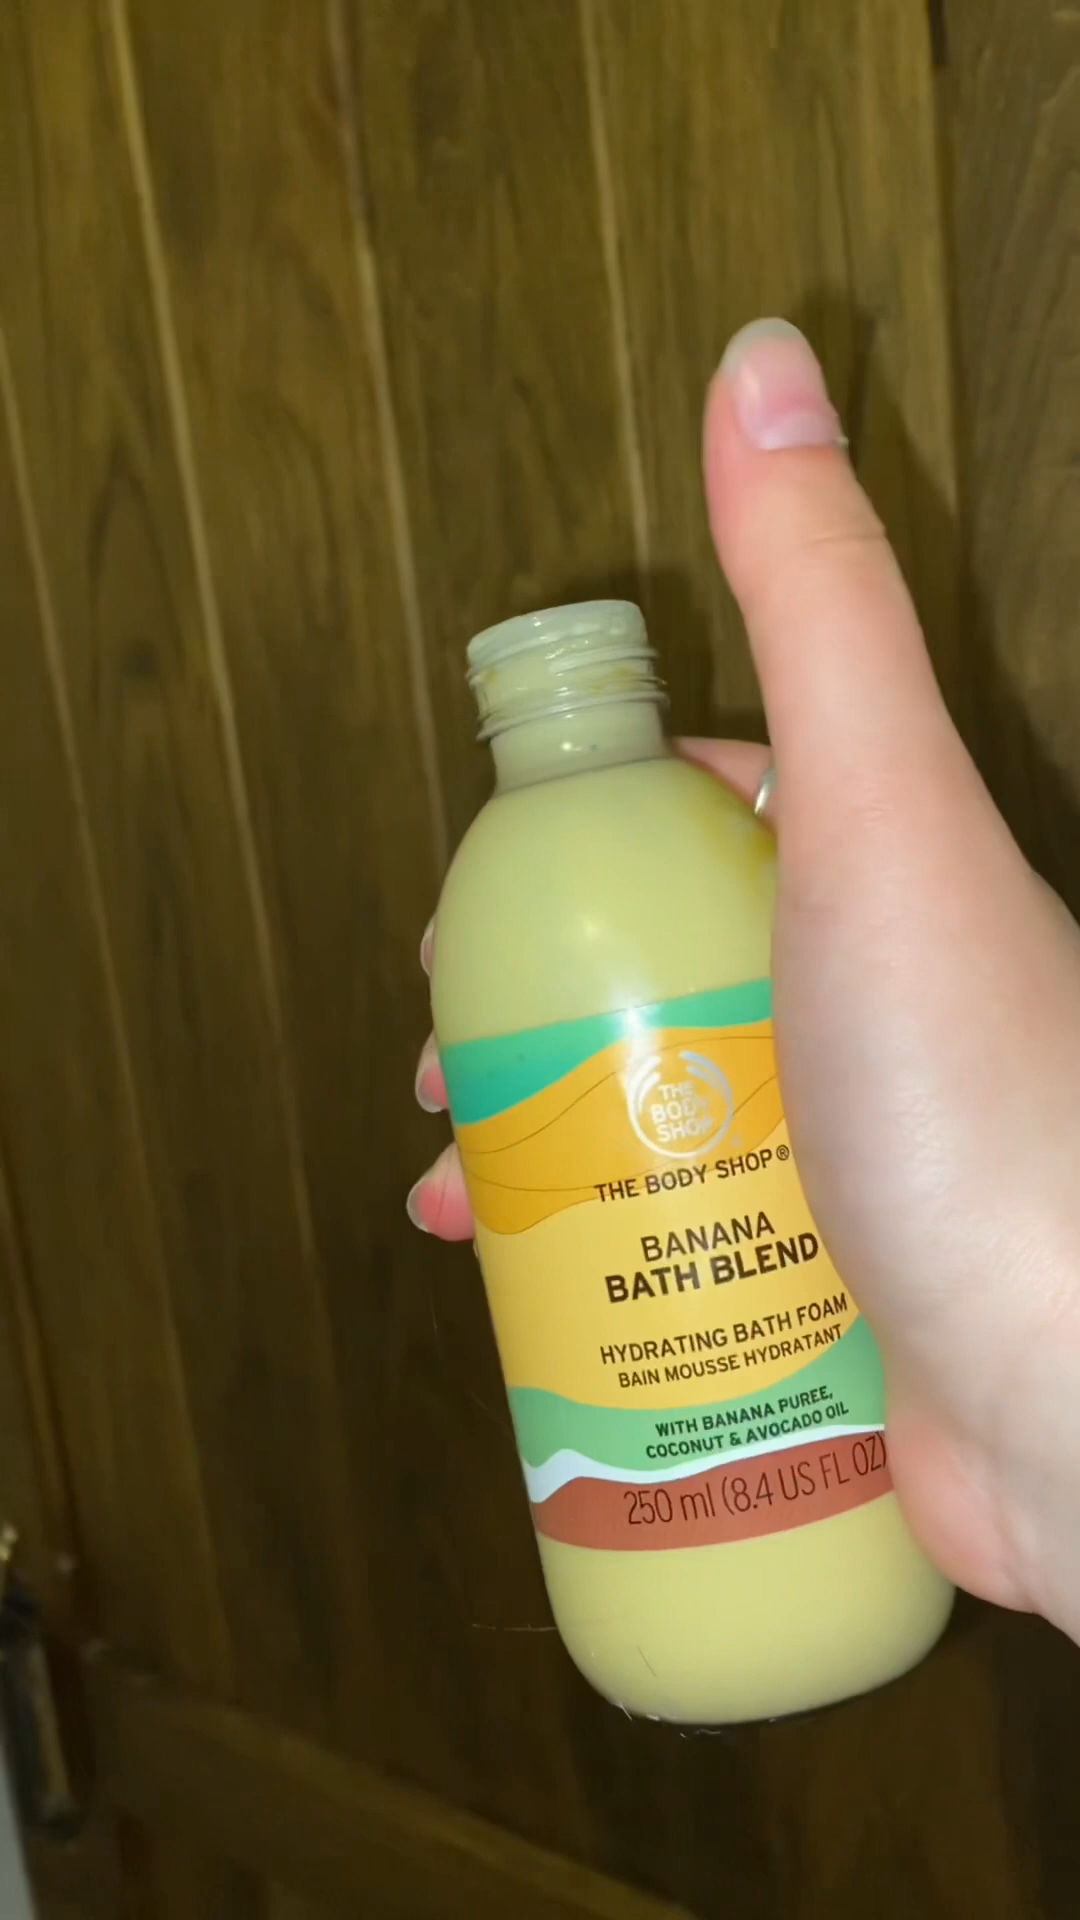 THE
BODY
SHOP
THE BODY SHOP®
BANANA
BATH BLEND
HYDRATING BATH FOAM
BAIN MOUSSE HYDRATANT
WITH BANANA PUREE,
COCONUT & AVOCADO OIL
250 ml (8.4 US FL OZ)